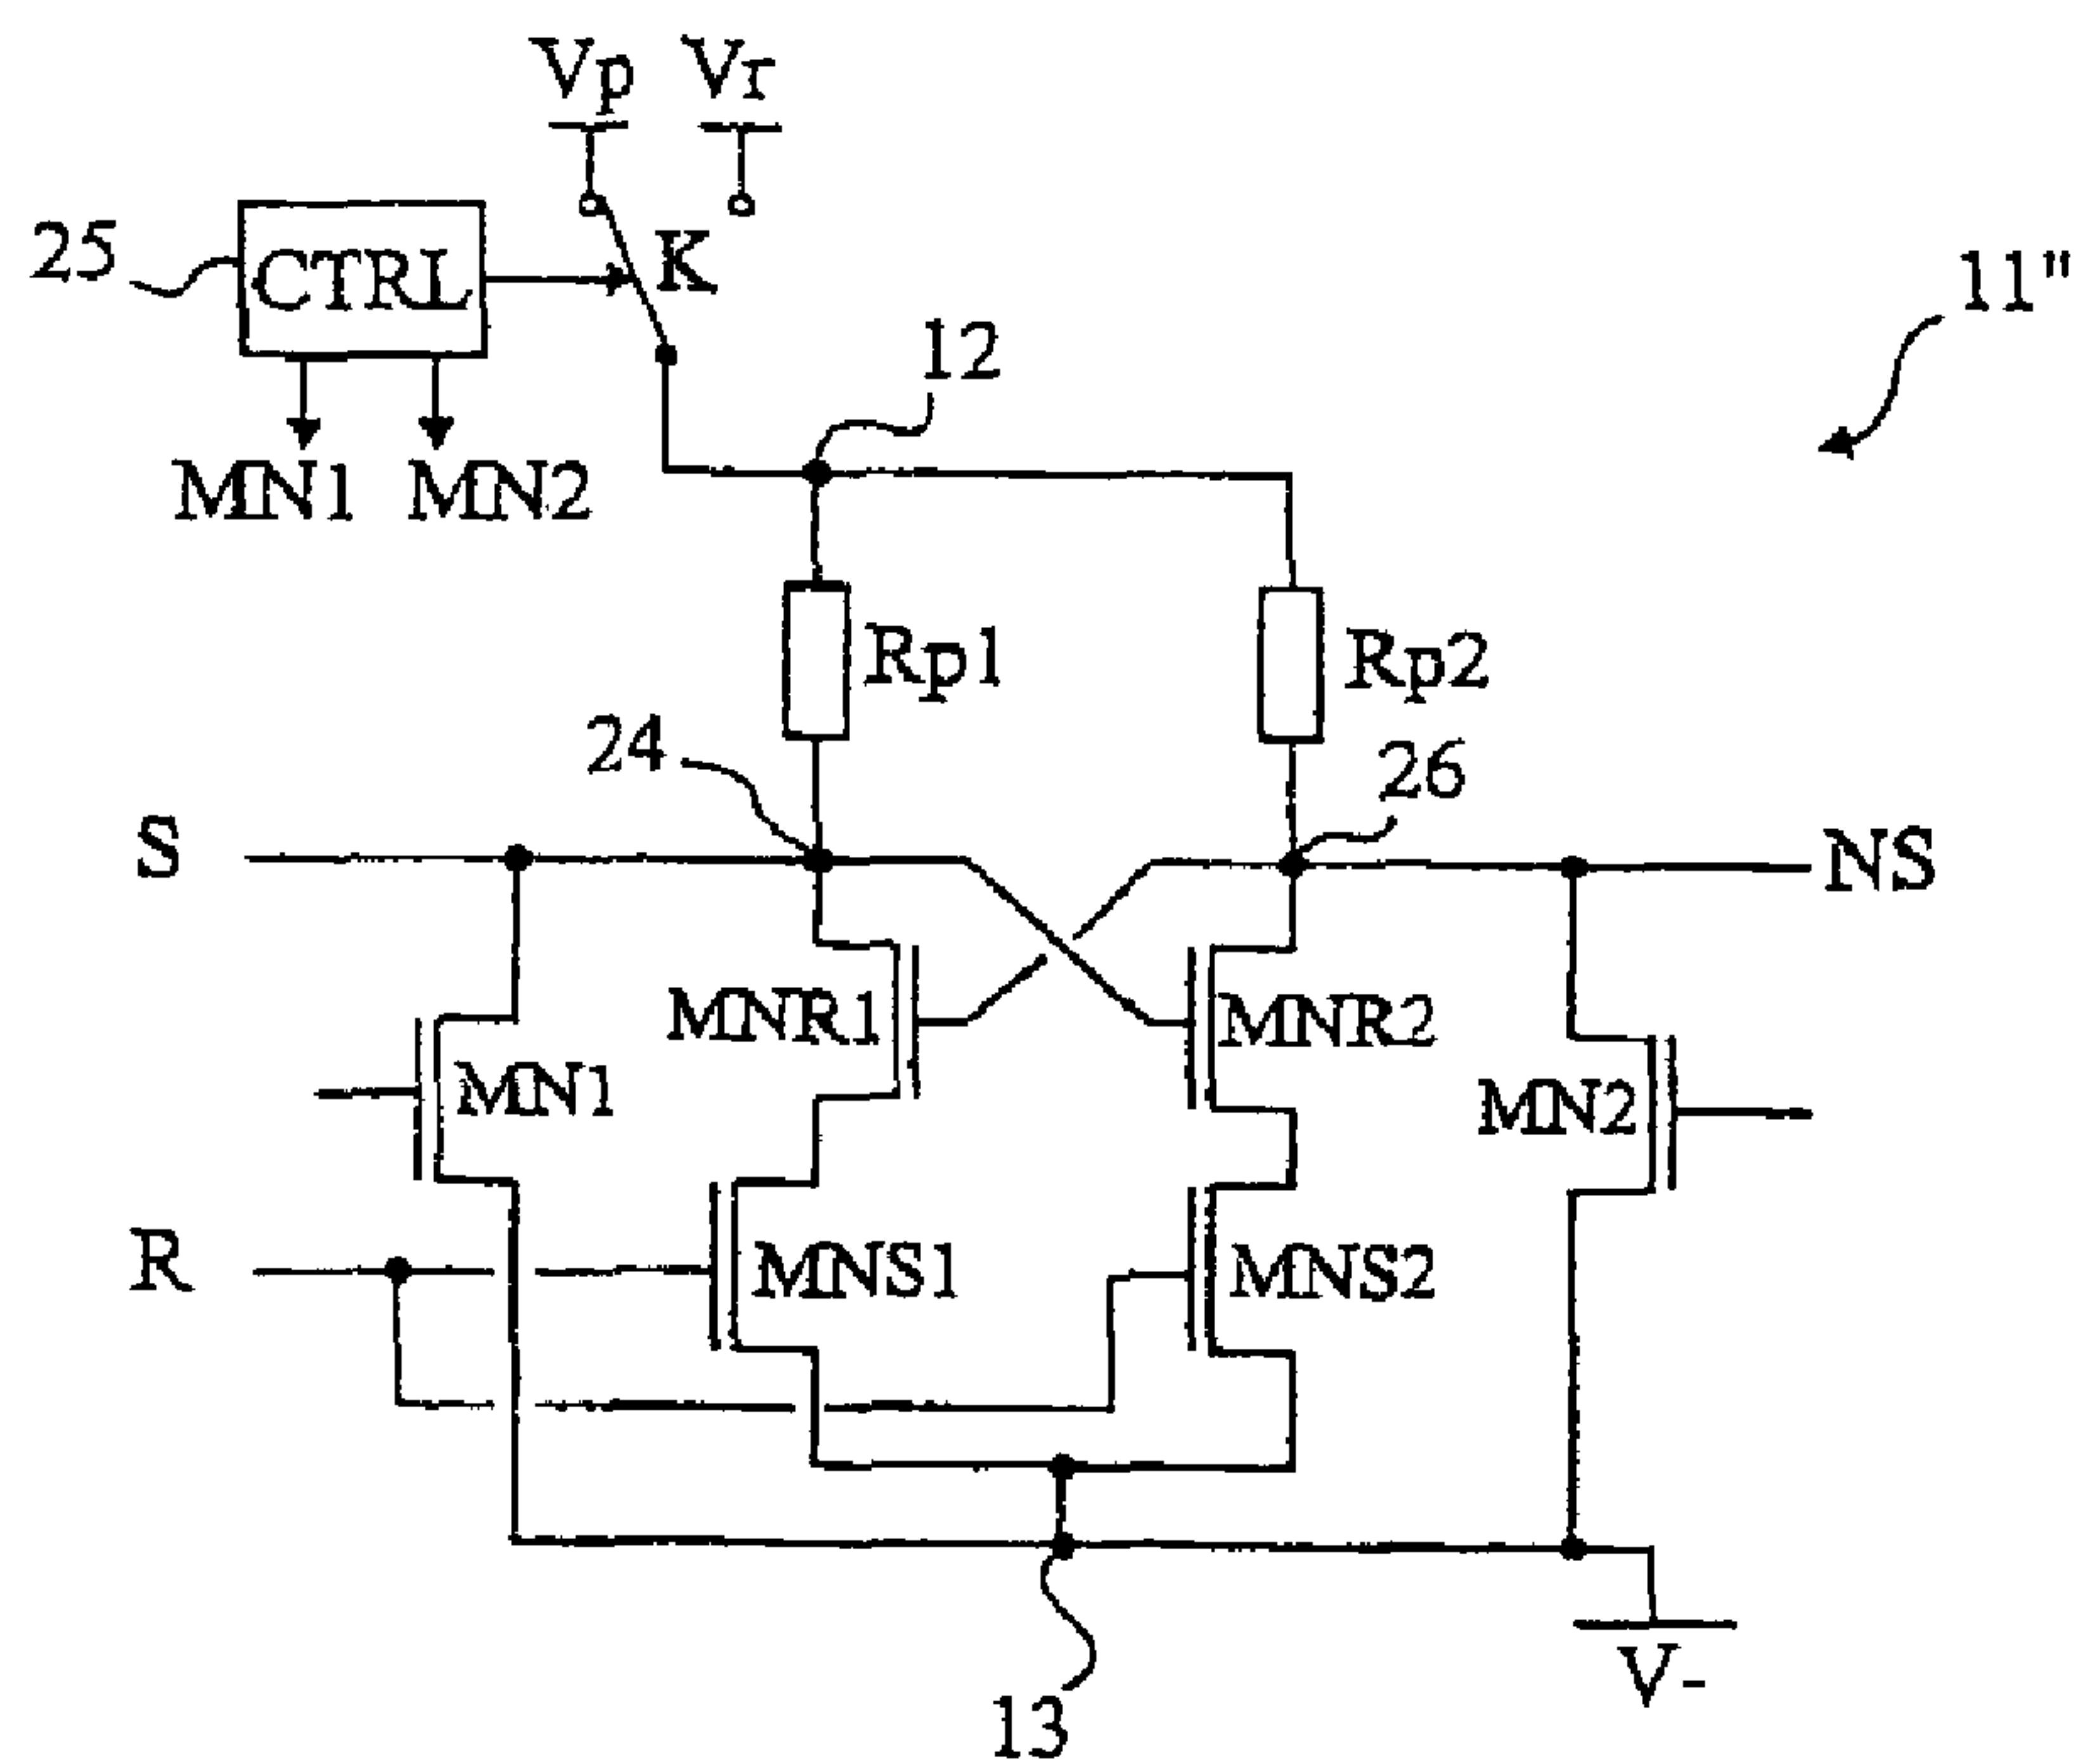 Vp Vr
25 CTRL K
11"
12
MN1 MN2
Rp1 Rp2
24 26
S NS
MNR1 MNR2
MN1 MN2
R MNS1 MNS2
V-
13